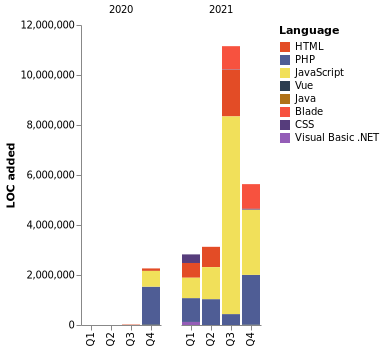 2020
2021
LOC added
12,000,000
10,000,000
8,000,000
6,000,000
4,000,000
2,000,000
0
Q1
Q2
Q3
Q4
Q1
Q2
Q3
Q4
Language
HTML
PHP
JavaScript
Vue
Java
Blade
CSS
Visual Basic .NET